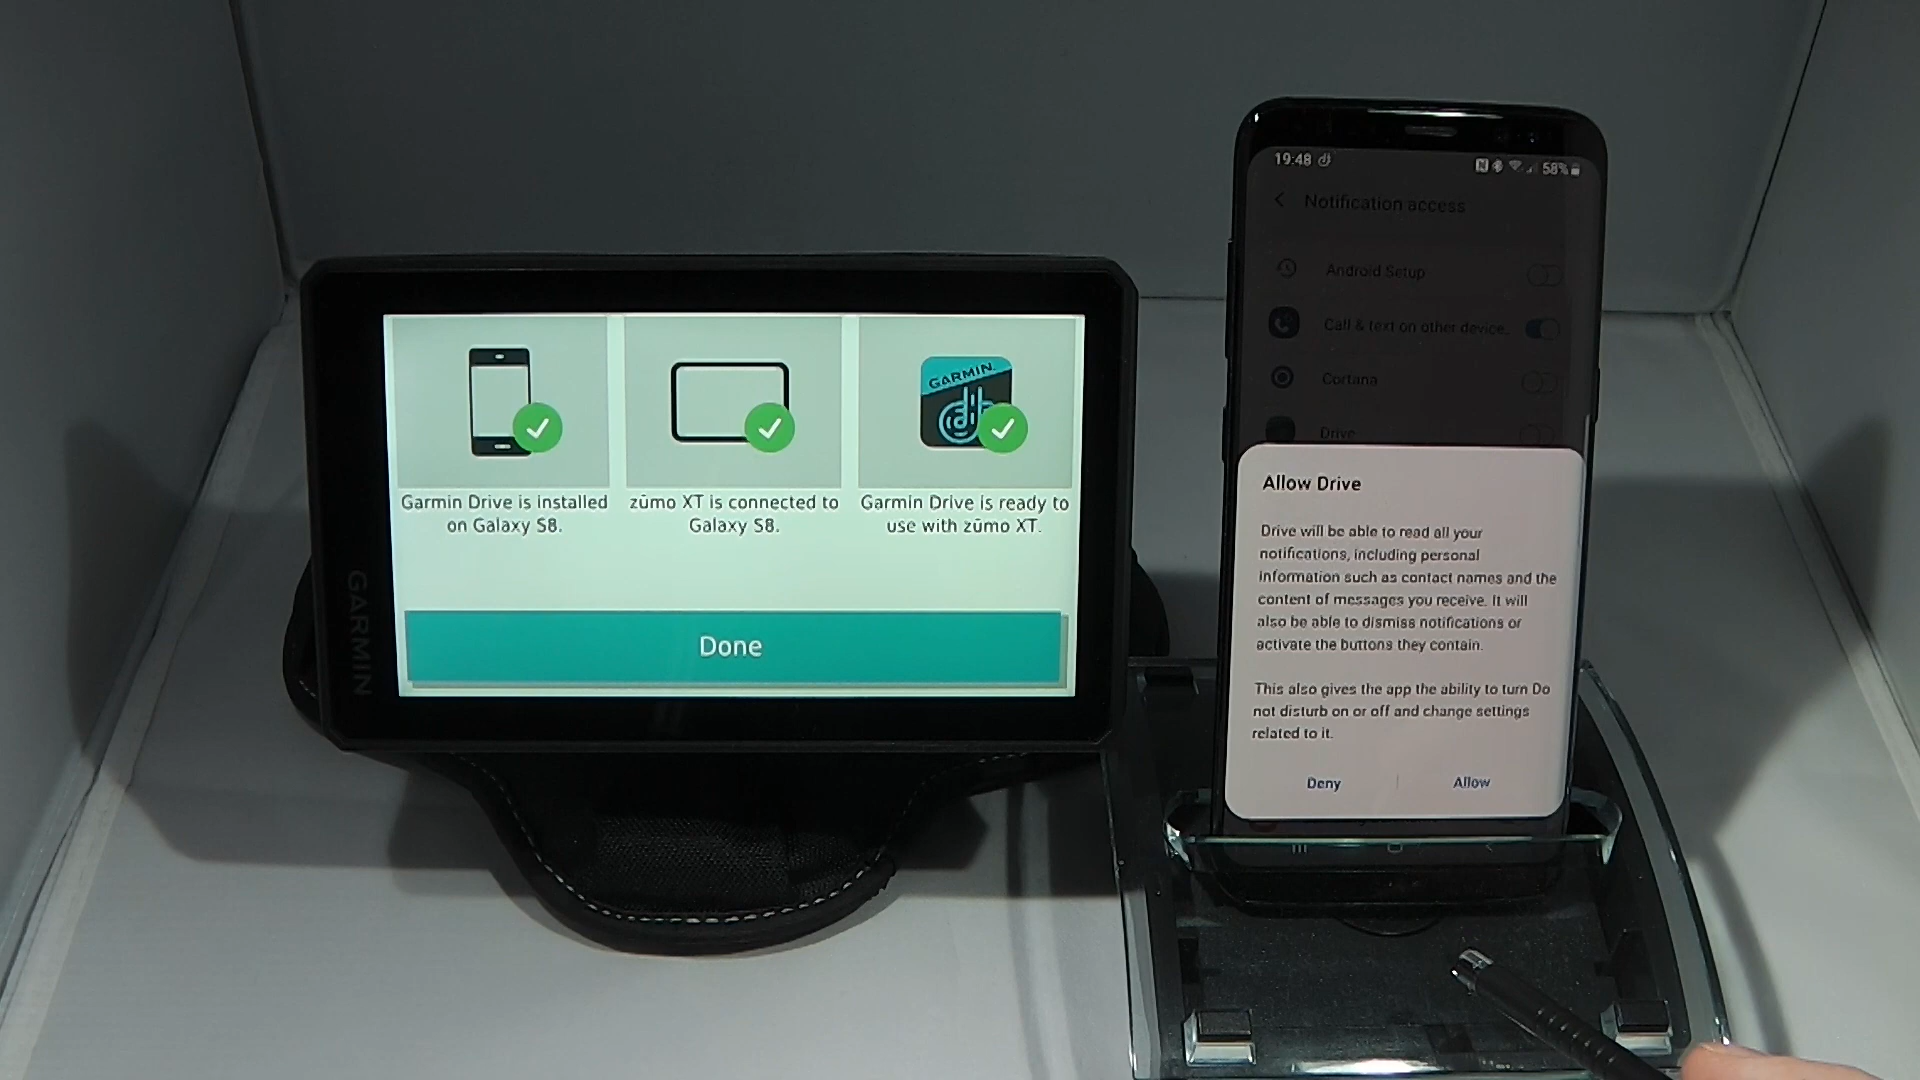 GARMIN
Garmin Drive is installed
on Galaxy S8.
zūmo XT is connected to
Galaxy S8.
Garmin Drive is ready to
use with zūmo XT.
Done
GARMIN
19:48
58%
Notification access
Android Setup
Call & text on other device..
Cortana
Drive
Allow Drive
Drive will be able to read all your
notifications, including personal
information such as contact names and the
content of messages you receive. It will
also be able to dismiss notifications or
activate the buttons they contain.
This also gives the app the ability to turn Do
not disturb on or off and change settings
related to it.
Deny
Allow